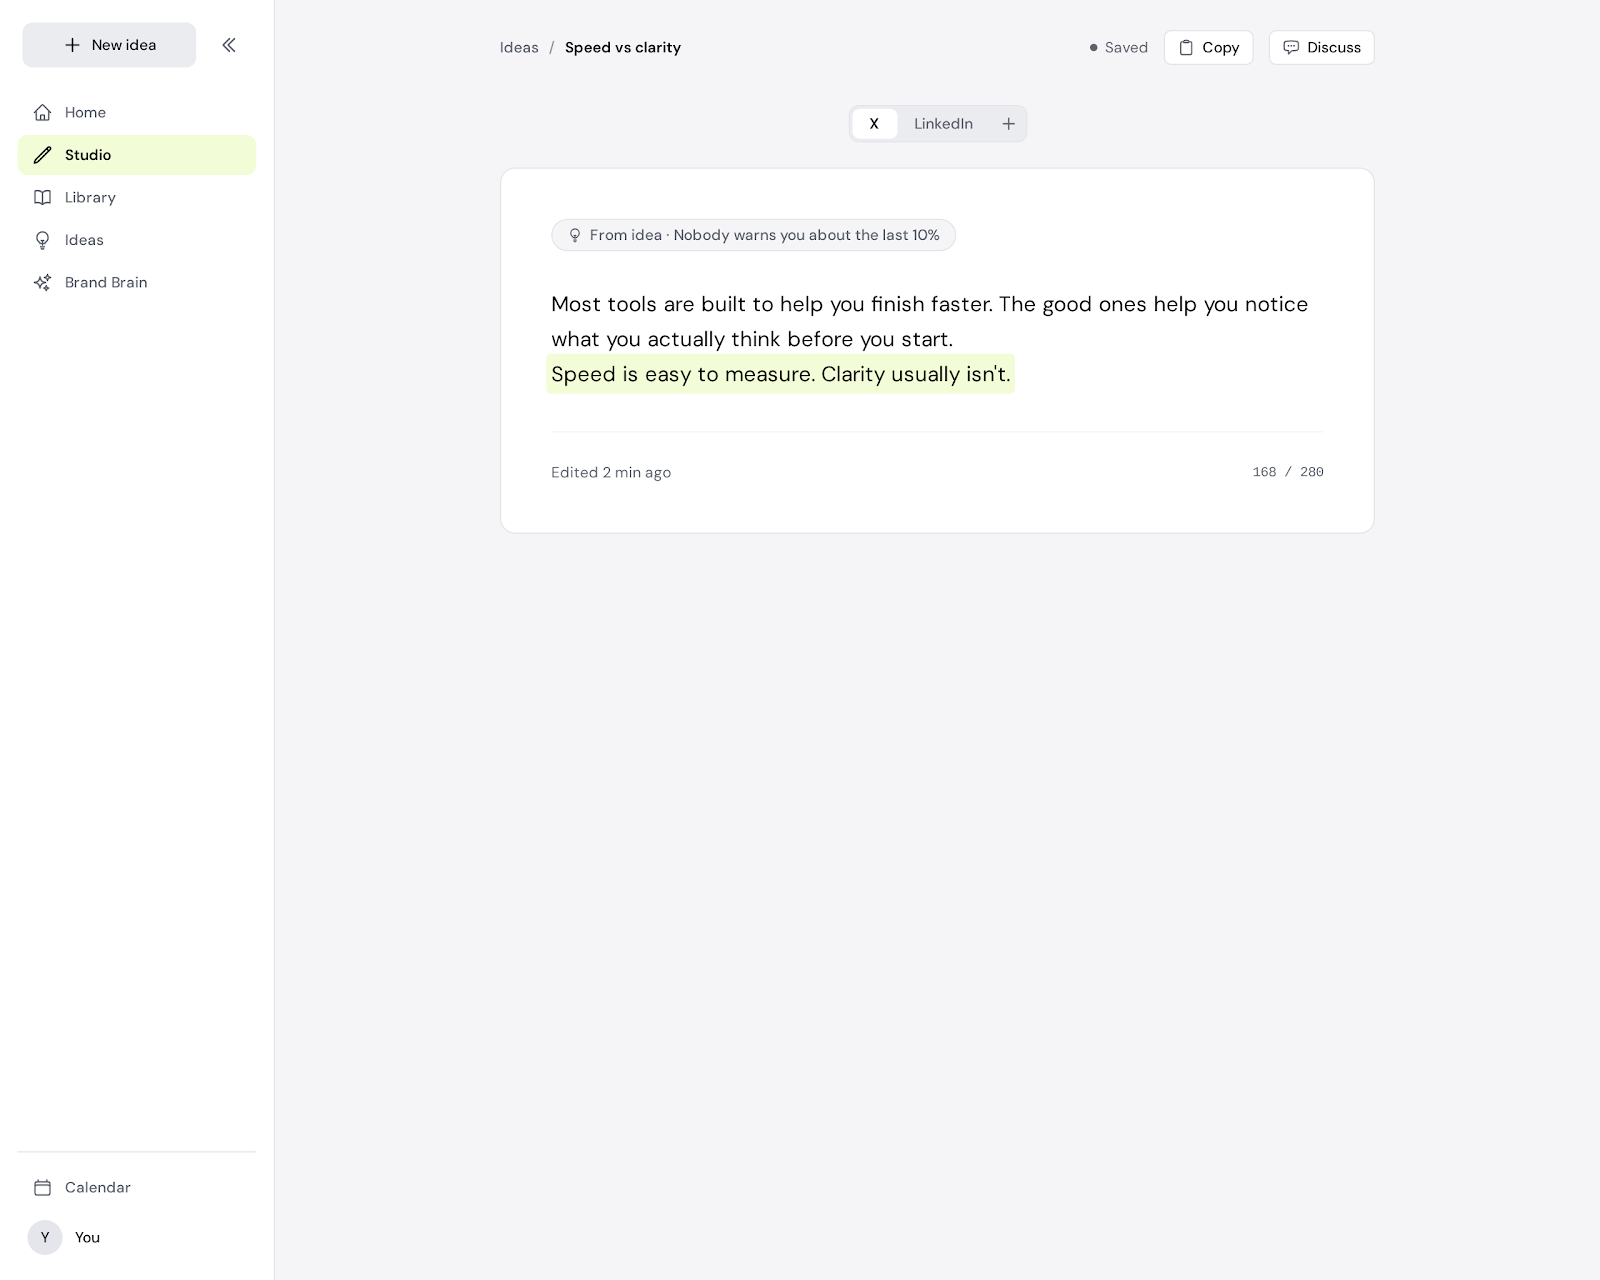 New idea
Home
Studio
Library
Ideas
Brand Brain
Calendar
Y
You
Ideas / Speed vs clarity
Saved
Copy
Discuss
X
LinkedIn
From idea · Nobody warns you about the last 10%
Most tools are built to help you finish faster. The good ones help you notice
what you actually think before you start.
Speed is easy to measure. Clarity usually isn't.
Edited 2 min ago
168 / 280